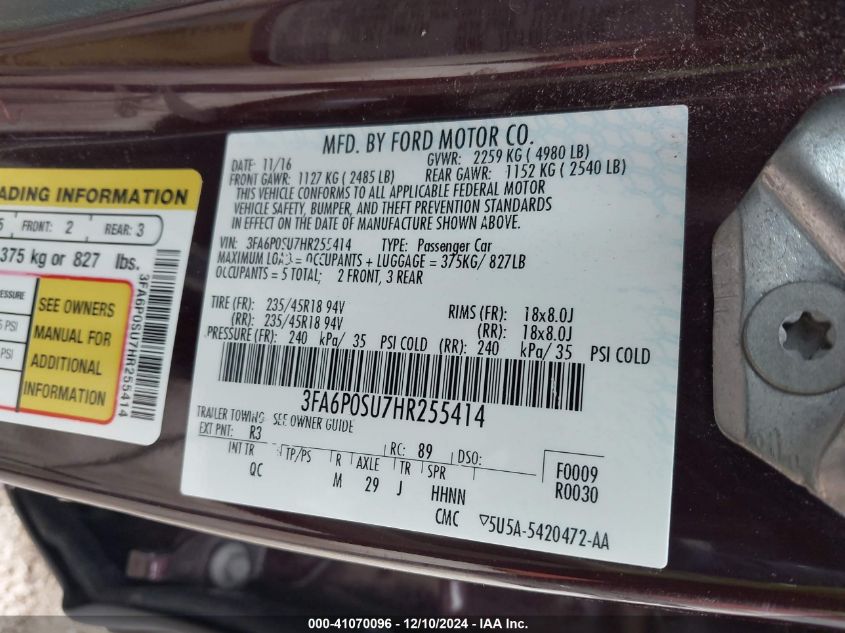 MFD. BY FORD MOTOR CO.
DATE: 11/16 GVWR: 2259 KG ( 4980 LB)
FRONT GAWR: 1127 KG ( 2485 LB) REAR GAWR: 1152 KG ( 2540 LB)
THIS VEHICLE CONFORMS TO ALL APPLICABLE FEDERAL MOTOR
VEHICLE SAFETY, BUMPER, AND THEFT PREVENTION STANDARDS
IN EFFECT ON THE DATE OF MANUFACTURE SHOWN ABOVE.
VIN: 3FA6P0SU7HR255414 TYPE: Passenger Car
MAXIMUM LOAD = OCCUPANTS + LUGGAGE = 375KG/ 827LB
OCCUPANTS = 5 TOTAL; 2 FRONT, 3 REAR
TIRE (FR): 235/45R18 94V RIMS (FR): 18x8.0J
(RR): 235/45R18 94V (RR): 18x8.0J
PRESSURE (FR): 240 kPa/ 35 PSI COLD (RR): 240 kPa/ 35 PSI COLD
3FA6P0SU7HR255414
TRAILER TOWING: SEE OWNER GUIDE
EXT PNT: R3 RC: 89 DSO:
INT TR TP/PS R AXLE TR SPR F0009
QC M 29 J HHNN R0030
CMC ▽5U5A-5420472-AA
ADING INFORMATION
5 FRONT: 2 REAR: 3
375 kg or 827 lbs.
PRESSURE
PSI
PSI
SEE OWNERS
MANUAL FOR
ADDITIONAL
INFORMATION
3FA6P0SU7HR255414
000-41070096 - 12/10/2024 - IAA Inc.